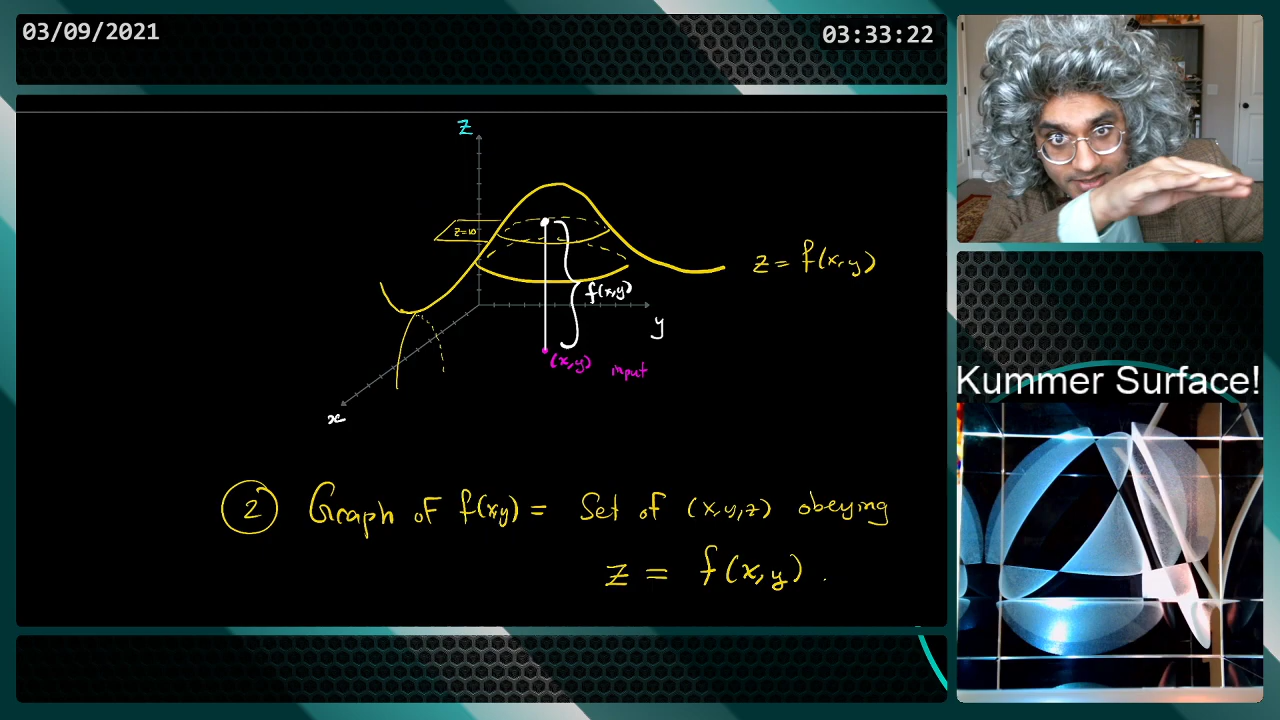 03/09/2021
03:33:22
z
z=10
z = f(x,y)
f(x,y)
y
(x,y) input
x
Kummer Surface!
2 Graph of f(x,y) = Set of (x,y,z) obeying
z = f(x,y).